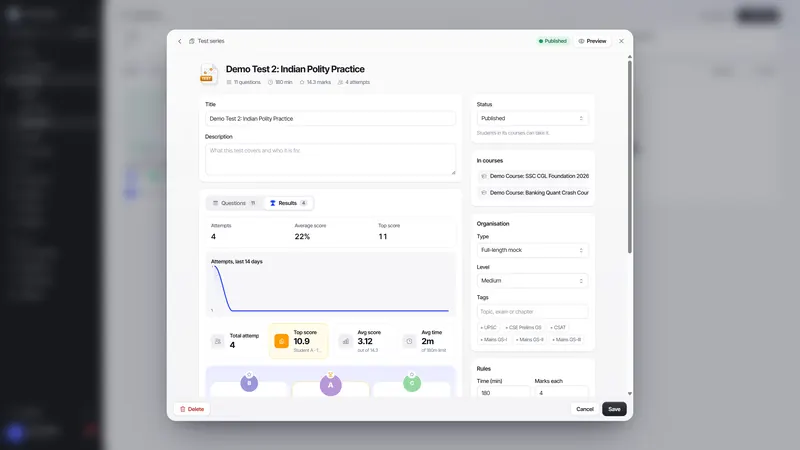 Test series
Published
Preview
Demo Test 2: Indian Polity Practice
11 questions
180 min
14.3 marks
4 attempts
Title
Demo Test 2: Indian Polity Practice
Description
What this test covers and who it is for.
Questions 11
Results 4
Attempts
4
Average score
22%
Top score
11
Attempts, last 14 days
Total attemp
4
Top score
10.9
Student A · T...
Avg score
3.12
out of 14.3
Avg time
2m
of 180m limit
B
A
C
Status
Published
Students in its courses can take it.
In courses
Demo Course: SSC CGL Foundation 2026
Demo Course: Banking Quant Crash Cour
Organisation
Type
Full-length mock
Level
Medium
Tags
Topic, exam or chapter
+ UPSC
+ CSE Prelims GS
+ CSAT
+ Mains GS-I
+ Mains GS-II
+ Mains GS-III
Rules
Time (min)
180
Marks each
4
Delete
Cancel
Save